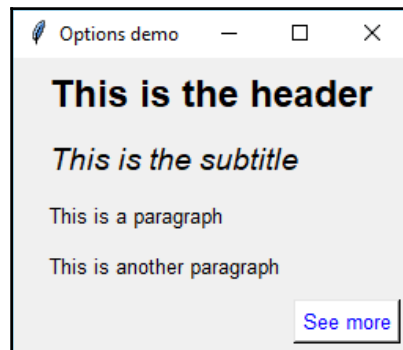 Options demo
This is the header
This is the subtitle
This is a paragraph
This is another paragraph
See more